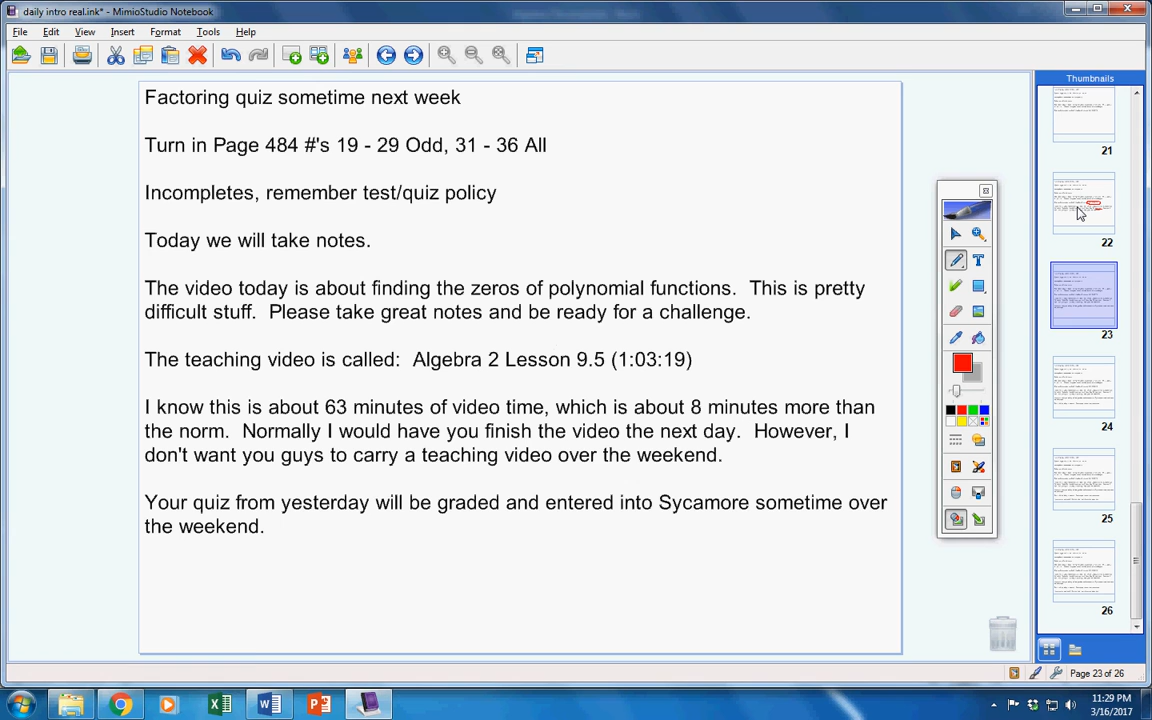 daily intro real.ink* - MimioStudio Notebook
File Edit View Insert Format Tools Help
Factoring quiz sometime next week
Turn in Page 484 #'s 19 - 29 Odd, 31 - 36 All
Incompletes, remember test/quiz policy
Today we will take notes.
The video today is about finding the zeros of polynomial functions. This is pretty
difficult stuff. Please take great notes and be ready for a challenge.
The teaching video is called: Algebra 2 Lesson 9.5 (1:03:19)
I know this is about 63 minutes of video time, which is about 8 minutes more than
the norm. Normally I would have you finish the video the next day. However, I
don't want you guys to carry a teaching video over the weekend.
Your quiz from yesterday will be graded and entered into Sycamore sometime over
the weekend.
Thumbnails
21
22
23
24
25
26
Page 23 of 26
11:29 PM
3/16/2017